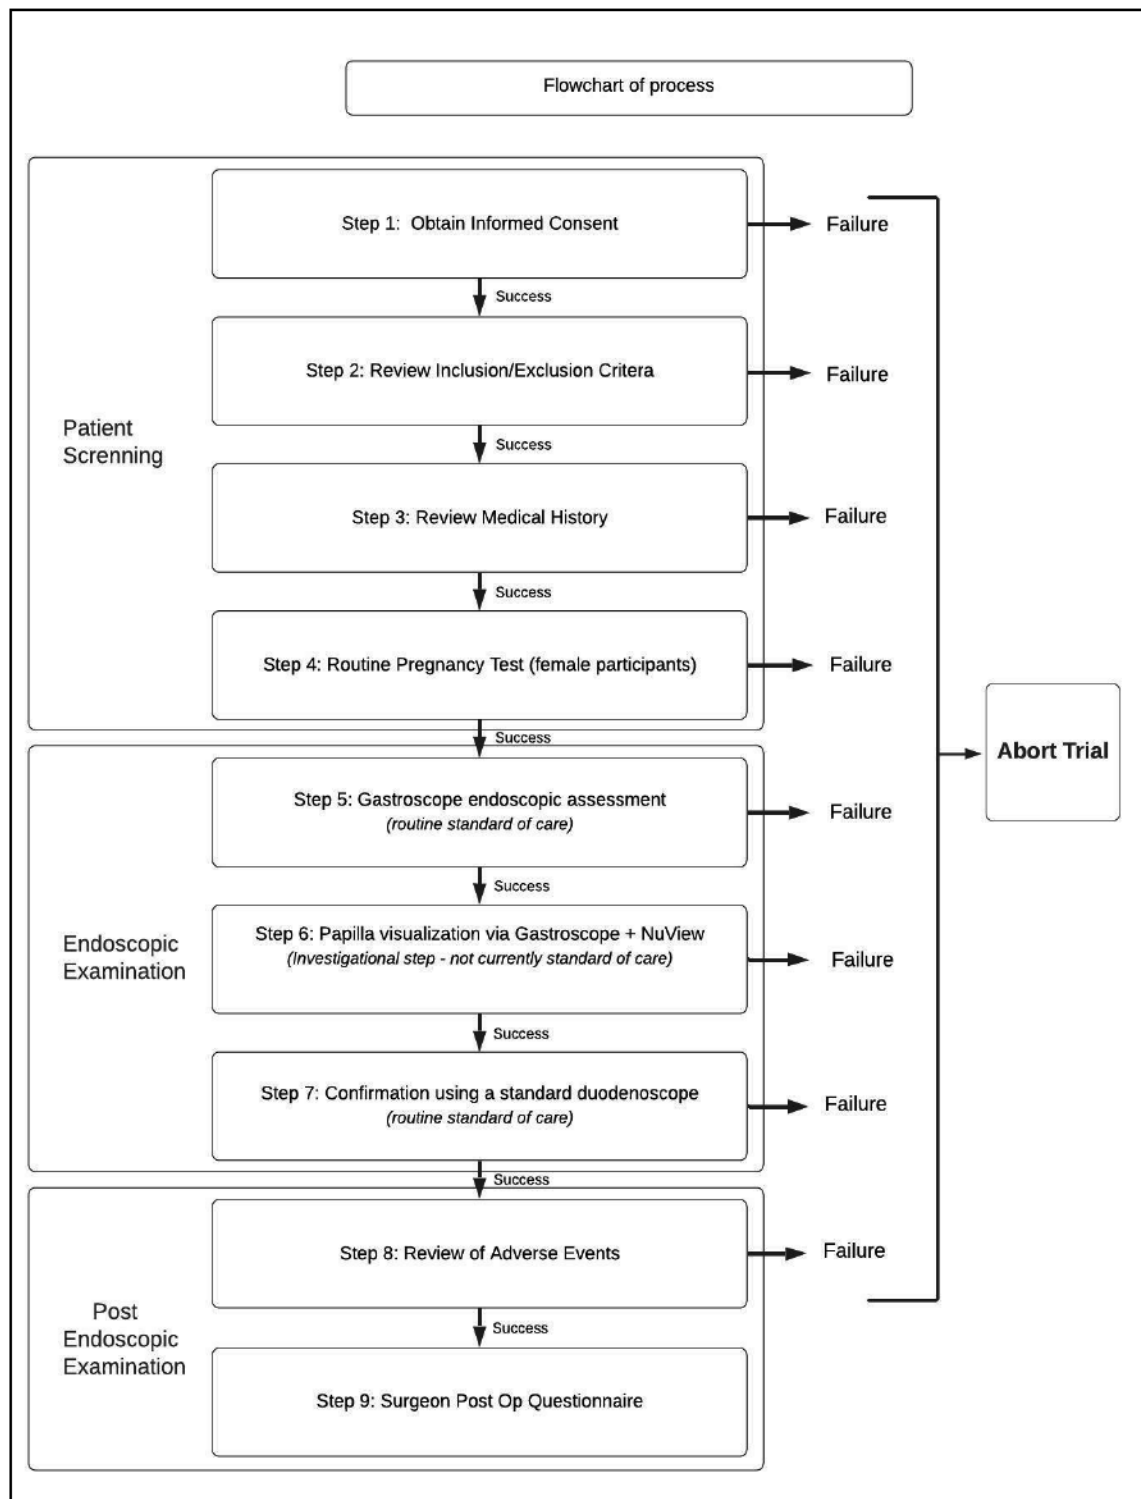 Flowchart of process
Step 1: Obtain Informed Consent
Failure
Success
Step 2: Review Inclusion/Exclusion Critera
Failure
Success
Patient
Screnning
Step 3: Review Medical History
Failure
Success
Step 4: Routine Pregnancy Test (female participants)
Failure
Success
Abort Trial
Step 5: Gastroscope endoscopic assessment
(routine standard of care)
Failure
Success
Endoscopic
Examination
Step 6: Papilla visualization via Gastroscope + NuView
(Investigational step - not currently standard of care)
Failure
Success
Step 7: Confirmation using a standard duodenoscope
(routine standard of care)
Failure
Success
Step 8: Review of Adverse Events
Failure
Success
Post
Endoscopic
Examination
Step 9: Surgeon Post Op Questionnaire